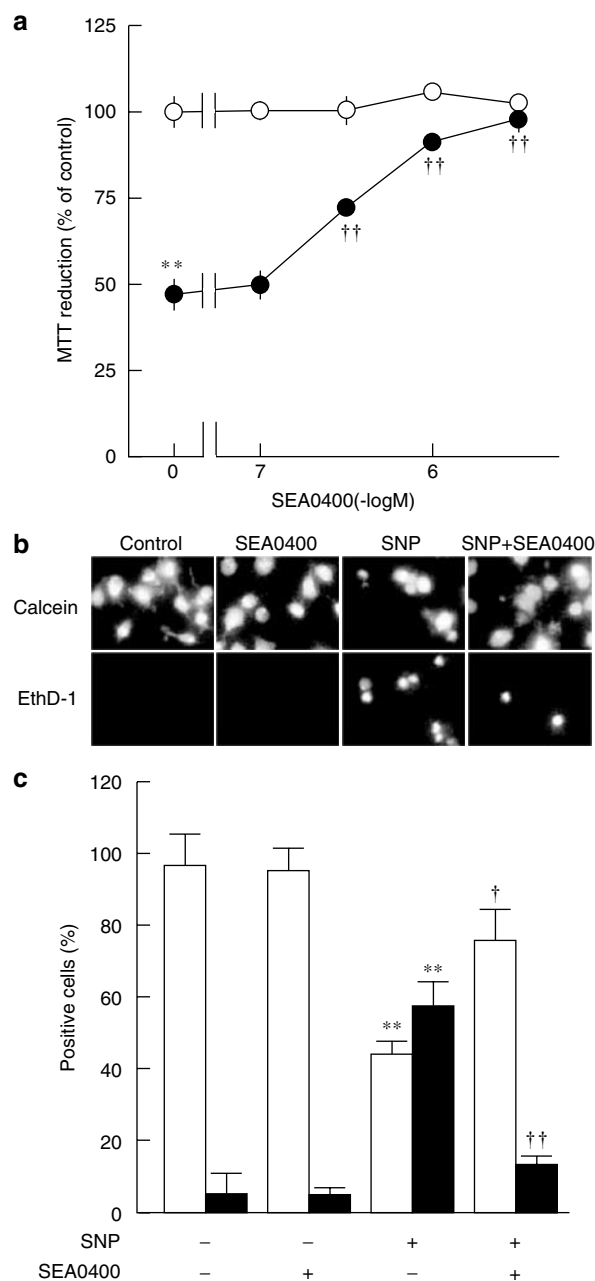 a
125
100
75
50
25
0
MTT reduction (% of control)
**
††
††
††
0 7 6
SEA0400(-logM)
b
Control SEA0400 SNP SNP+SEA0400
Calcein
EthD-1
c
120
100
80
60
40
20
0
Positive cells (%)
**
**
†
††
SNP – – + +
SEA0400 – + – +